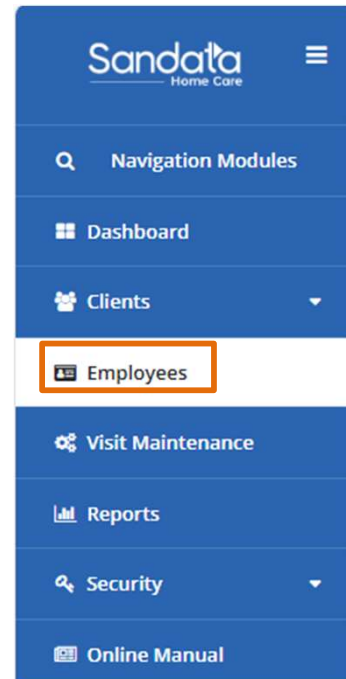 Sandata
Home Care
Navigation Modules
Dashboard
Clients
Employees
Visit Maintenance
Reports
Security
Online Manual